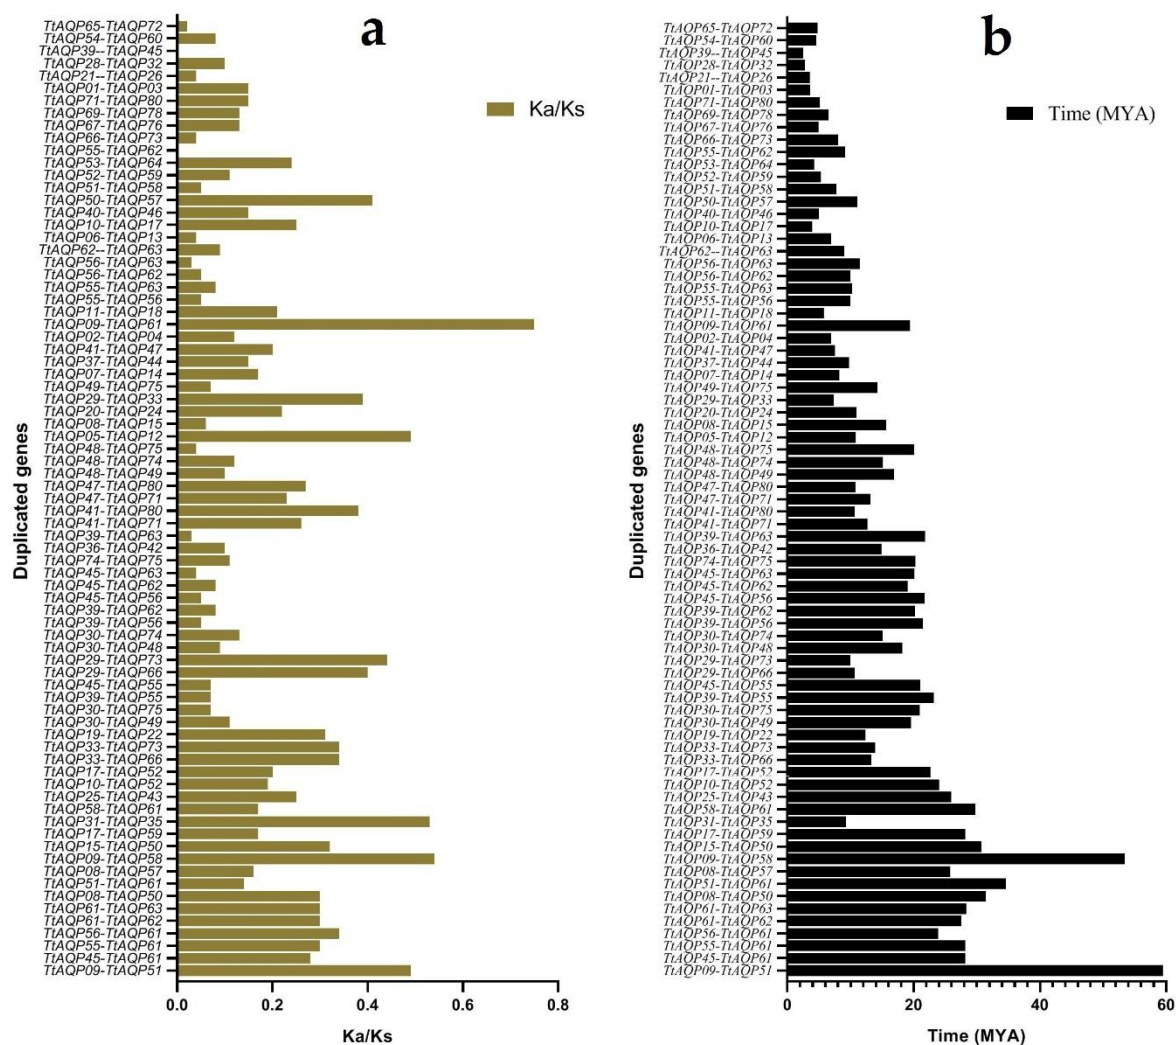 a
Ka/Ks
Duplicated genes
TtAQP65-TtAQP72
TtAQP54-TtAQP60
TtAQP39--TtAQP45
TtAQP28-TtAQP32
TtAQP21--TtAQP26
TtAQP01-TtAQP03
TtAQP71-TtAQP80
TtAQP69-TtAQP78
TtAQP67-TtAQP76
TtAQP66-TtAQP73
TtAQP55-TtAQP62
TtAQP53-TtAQP64
TtAQP52-TtAQP59
TtAQP51-TtAQP58
TtAQP50-TtAQP57
TtAQP40-TtAQP46
TtAQP10-TtAQP17
TtAQP06-TtAQP13
TtAQP62--TtAQP63
TtAQP56-TtAQP63
TtAQP56-TtAQP62
TtAQP55-TtAQP63
TtAQP55-TtAQP56
TtAQP11-TtAQP18
TtAQP09-TtAQP61
TtAQP02-TtAQP04
TtAQP41-TtAQP47
TtAQP37-TtAQP44
TtAQP07-TtAQP14
TtAQP49-TtAQP75
TtAQP29-TtAQP33
TtAQP20-TtAQP24
TtAQP08-TtAQP15
TtAQP05-TtAQP12
TtAQP48-TtAQP75
TtAQP48-TtAQP74
TtAQP48-TtAQP49
TtAQP47-TtAQP80
TtAQP47-TtAQP71
TtAQP41-TtAQP80
TtAQP41-TtAQP71
TtAQP39-TtAQP63
TtAQP36-TtAQP42
TtAQP74-TtAQP75
TtAQP45-TtAQP63
TtAQP45-TtAQP62
TtAQP45-TtAQP56
TtAQP39-TtAQP62
TtAQP39-TtAQP56
TtAQP30-TtAQP74
TtAQP30-TtAQP48
TtAQP29-TtAQP73
TtAQP29-TtAQP66
TtAQP45-TtAQP55
TtAQP39-TtAQP55
TtAQP30-TtAQP75
TtAQP30-TtAQP49
TtAQP19-TtAQP22
TtAQP33-TtAQP73
TtAQP33-TtAQP66
TtAQP17-TtAQP52
TtAQP10-TtAQP52
TtAQP25-TtAQP43
TtAQP58-TtAQP61
TtAQP31-TtAQP35
TtAQP17-TtAQP59
TtAQP15-TtAQP50
TtAQP09-TtAQP58
TtAQP08-TtAQP57
TtAQP51-TtAQP61
TtAQP08-TtAQP50
TtAQP61-TtAQP63
TtAQP61-TtAQP62
TtAQP56-TtAQP61
TtAQP55-TtAQP61
TtAQP45-TtAQP61
TtAQP09-TtAQP51
0.0 0.2 0.4 0.6 0.8
Ka/Ks
b
Time (MYA)
Duplicated genes
TtAQP65-TtAQP72
TtAQP54-TtAQP60
TtAQP39--TtAQP45
TtAQP28-TtAQP32
TtAQP21--TtAQP26
TtAQP01-TtAQP03
TtAQP71-TtAQP80
TtAQP69-TtAQP78
TtAQP67-TtAQP76
TtAQP66-TtAQP73
TtAQP55-TtAQP62
TtAQP53-TtAQP64
TtAQP52-TtAQP59
TtAQP51-TtAQP58
TtAQP50-TtAQP57
TtAQP40-TtAQP46
TtAQP10-TtAQP17
TtAQP06-TtAQP13
TtAQP62--TtAQP63
TtAQP56-TtAQP63
TtAQP56-TtAQP62
TtAQP55-TtAQP63
TtAQP55-TtAQP56
TtAQP11-TtAQP18
TtAQP09-TtAQP61
TtAQP02-TtAQP04
TtAQP41-TtAQP47
TtAQP37-TtAQP44
TtAQP07-TtAQP14
TtAQP49-TtAQP75
TtAQP29-TtAQP33
TtAQP20-TtAQP24
TtAQP08-TtAQP15
TtAQP05-TtAQP12
TtAQP48-TtAQP75
TtAQP48-TtAQP74
TtAQP48-TtAQP49
TtAQP47-TtAQP80
TtAQP47-TtAQP71
TtAQP41-TtAQP80
TtAQP41-TtAQP71
TtAQP39-TtAQP63
TtAQP36-TtAQP42
TtAQP74-TtAQP75
TtAQP45-TtAQP63
TtAQP45-TtAQP62
TtAQP45-TtAQP56
TtAQP39-TtAQP62
TtAQP39-TtAQP56
TtAQP30-TtAQP74
TtAQP30-TtAQP48
TtAQP29-TtAQP73
TtAQP29-TtAQP66
TtAQP45-TtAQP55
TtAQP39-TtAQP55
TtAQP30-TtAQP75
TtAQP30-TtAQP49
TtAQP19-TtAQP22
TtAQP33-TtAQP73
TtAQP33-TtAQP66
TtAQP17-TtAQP52
TtAQP10-TtAQP52
TtAQP25-TtAQP43
TtAQP58-TtAQP61
TtAQP31-TtAQP35
TtAQP17-TtAQP59
TtAQP15-TtAQP50
TtAQP09-TtAQP58
TtAQP08-TtAQP57
TtAQP51-TtAQP61
TtAQP08-TtAQP50
TtAQP61-TtAQP63
TtAQP61-TtAQP62
TtAQP56-TtAQP61
TtAQP55-TtAQP61
TtAQP45-TtAQP61
TtAQP09-TtAQP51
0 20 40 60
Time (MYA)